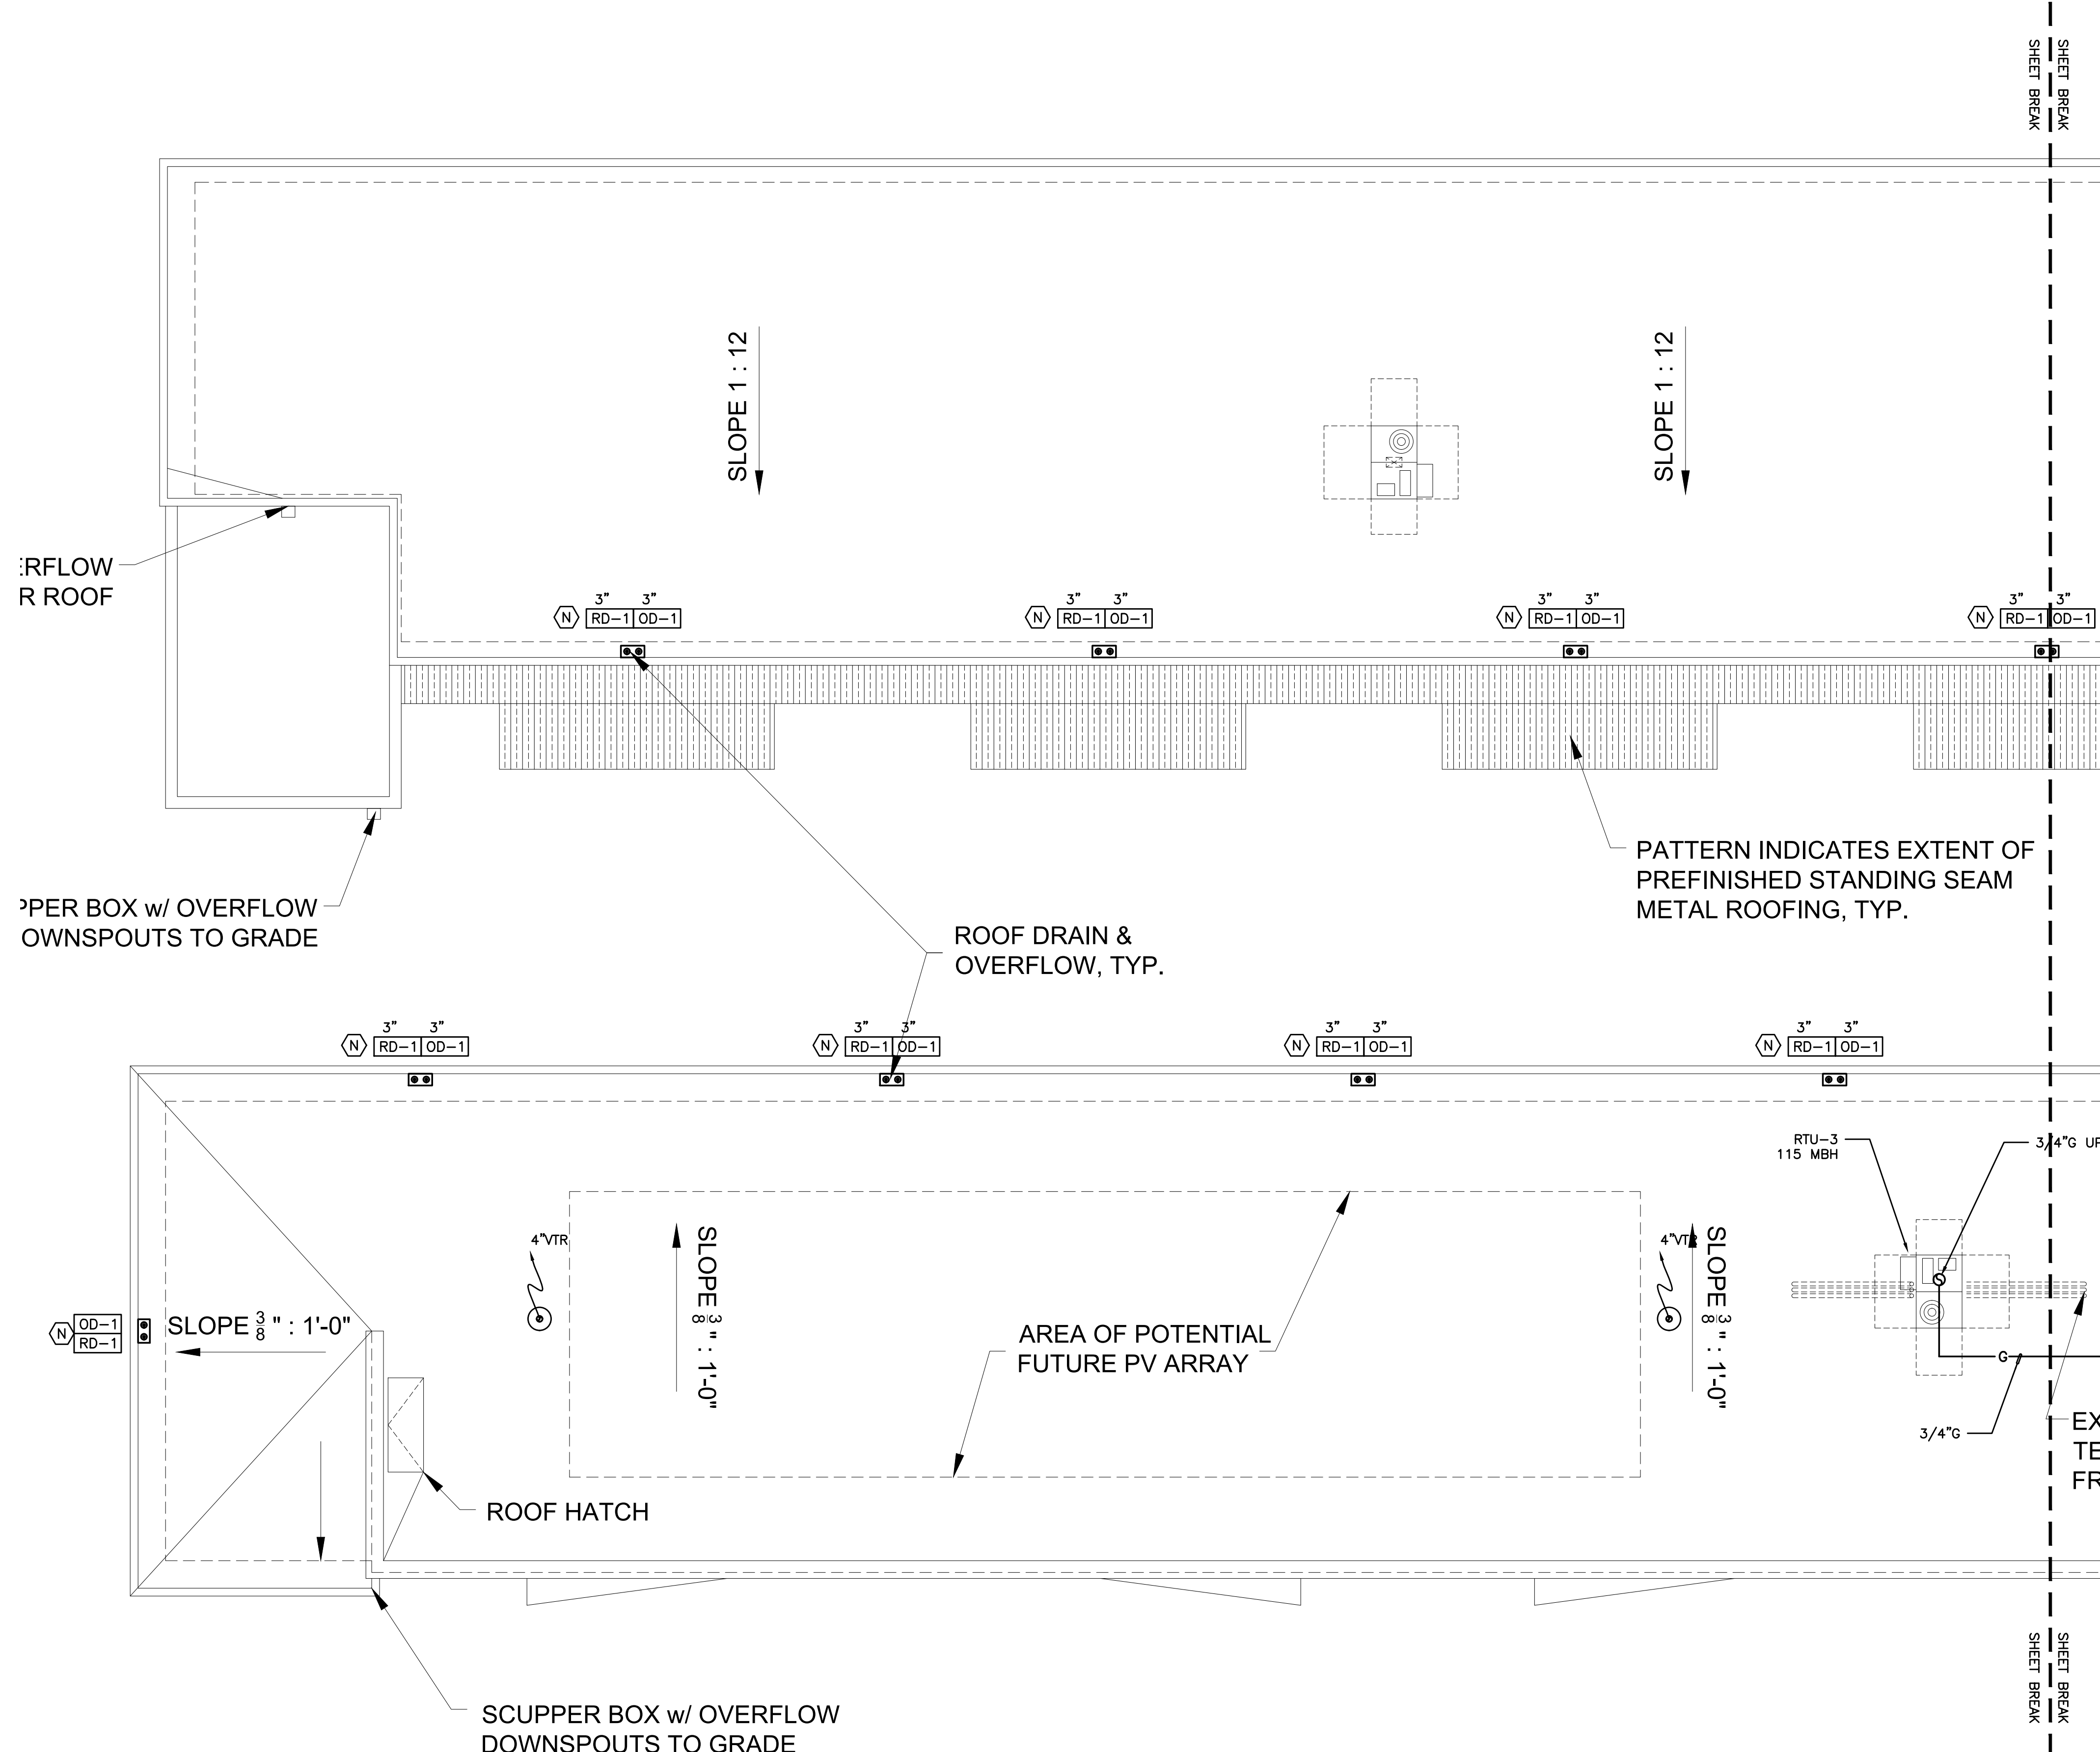 SHEET BREAK
SHEET BREAK
SLOPE 1 : 12
SLOPE 1 : 12
ERFLOW
R ROOF
3" 3"
N RD-1 OD-1
3" 3"
N RD-1 OD-1
3" 3"
N RD-1 OD-1
3" 3"
N RD-1 OD-1
PATTERN INDICATES EXTENT OF
PREFINISHED STANDING SEAM
METAL ROOFING, TYP.
PPER BOX w/ OVERFLOW
OWNSPOUTS TO GRADE
ROOF DRAIN &
OVERFLOW, TYP.
3" 3"
N RD-1 OD-1
3" 3"
N RD-1 OD-1
3" 3"
N RD-1 OD-1
3" 3"
N RD-1 OD-1
RTU-3
115 MBH
3/4"G UP
4"VTR
SLOPE 3/8 " : 1'-0"
4"VTR
SLOPE 3/8 " : 1'-0"
N OD-1
RD-1
SLOPE 3/8 " : 1'-0"
AREA OF POTENTIAL
FUTURE PV ARRAY
G
3/4"G
EX
TE
FR
ROOF HATCH
SHEET BREAK
SHEET BREAK
SCUPPER BOX w/ OVERFLOW
DOWNSPOUTS TO GRADE